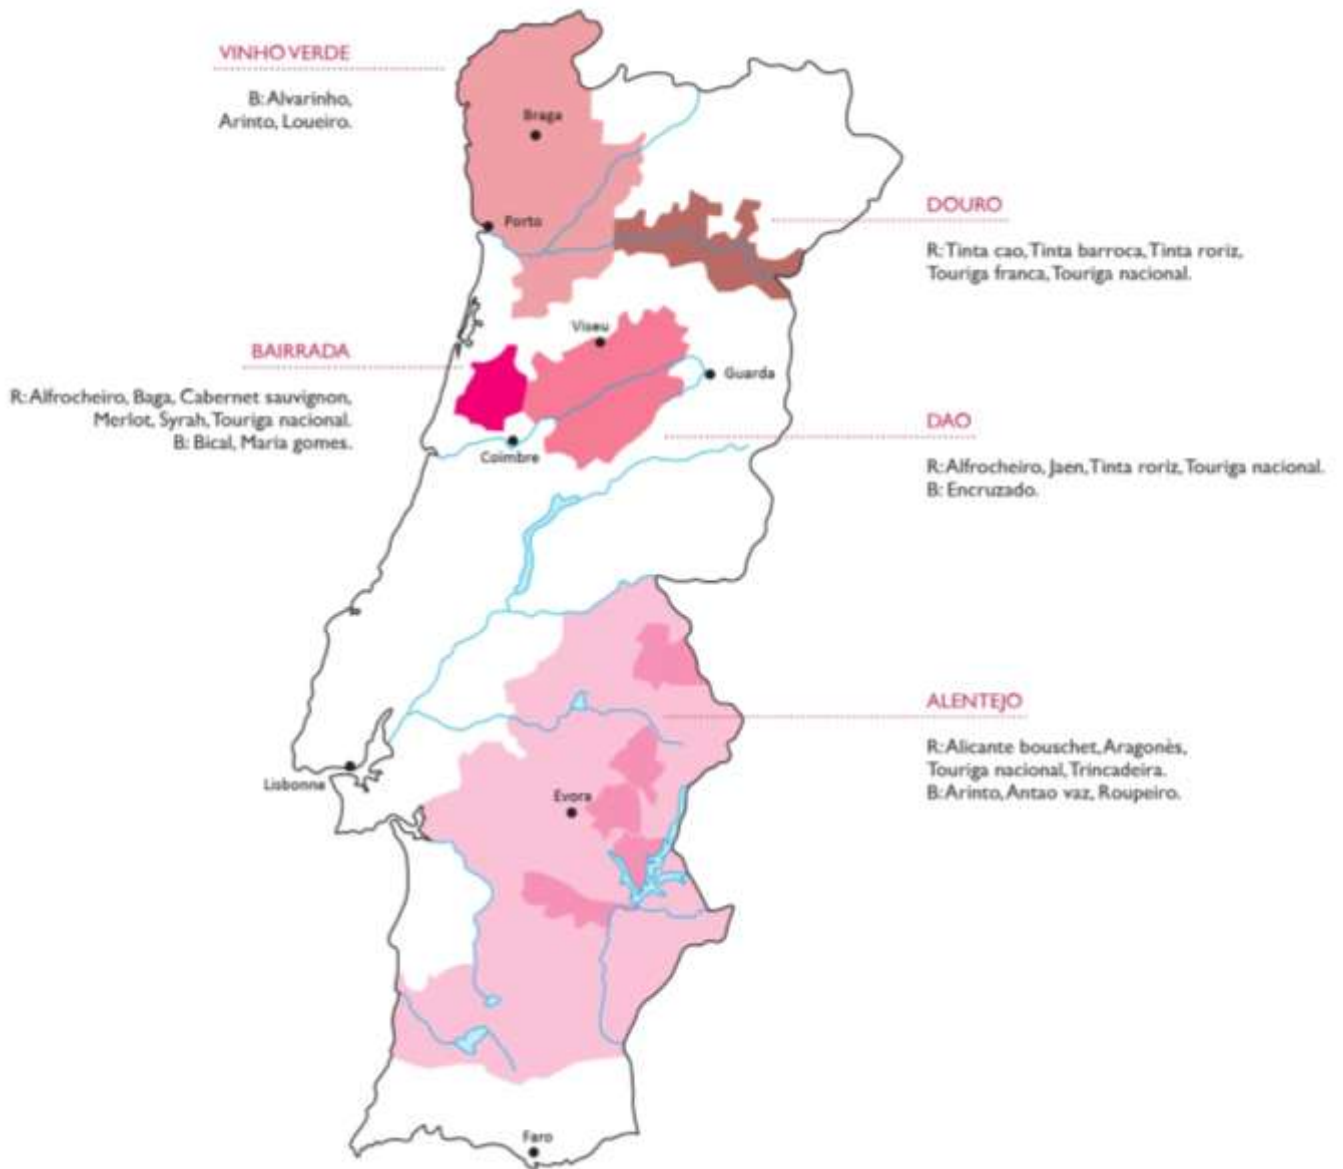 VINHO VERDE
B: Alvarinho,
Arinto, Loueiro.
Braga
Porto
DOURO
R: Tinta cao, Tinta barroca, Tinta roriz,
Touriga franca, Touriga nacional.
BAIRRADA
R: Alfrocheiro, Baga, Cabernet sauvignon,
Merlot, Syrah, Touriga nacional.
B: Bical, Maria gomes.
Viseu
Guarda
Coimbre
DAO
R: Alfrocheiro, Jaen, Tinta roriz, Touriga nacional.
B: Encruzado.
ALENTEJO
R: Alicante bouschet, Aragonès,
Touriga nacional, Trincadeira.
B: Arinto, Antao vaz, Roupeiro.
Lisbonne
Evora
Faro